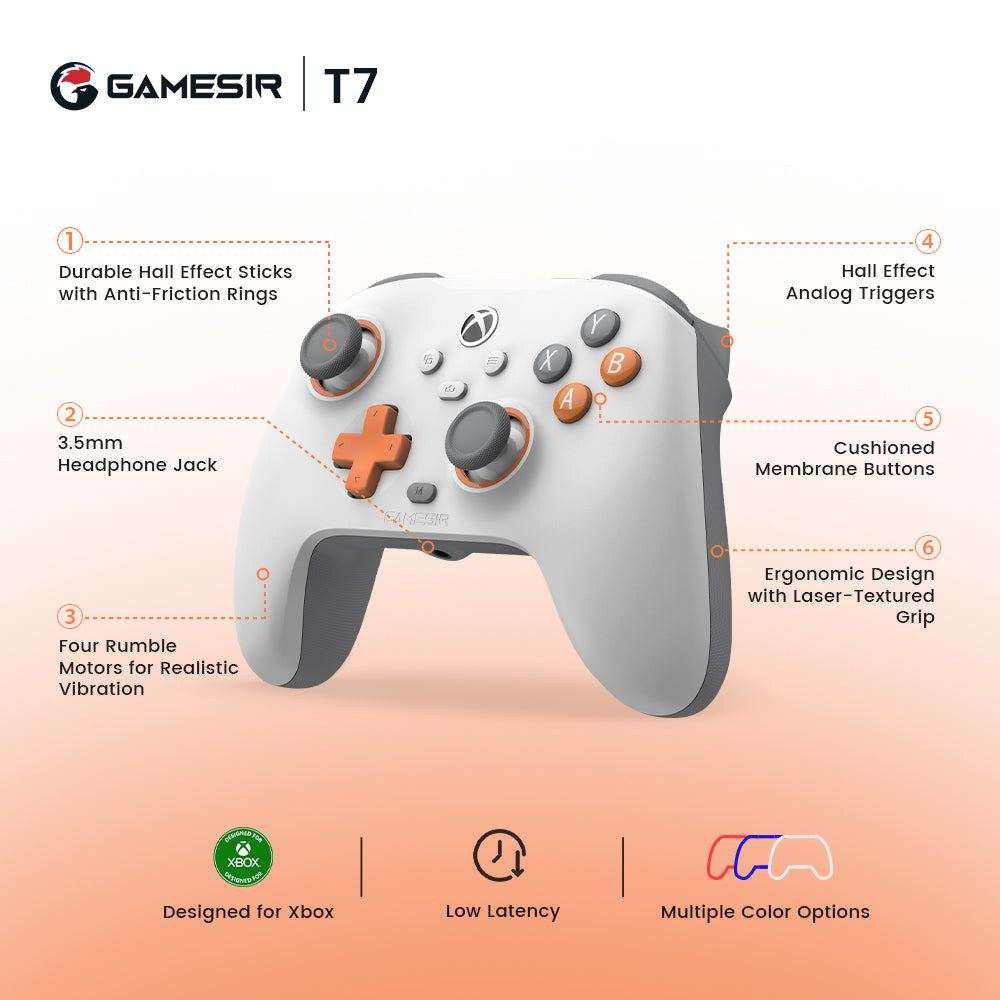 GAMESIR | T7
1
Durable Hall Effect Sticks
with Anti-Friction Rings
2
3.5mm
Headphone Jack
3
Four Rumble
Motors for Realistic
Vibration
4
Hall Effect
Analog Triggers
5
Cushioned
Membrane Buttons
6
Ergonomic Design
with Laser-Textured
Grip
Y
X
B
A
M
GAMESIR
DESIGNED FOR
XBOX
DESIGNED FOR
Designed for Xbox
Low Latency
Multiple Color Options